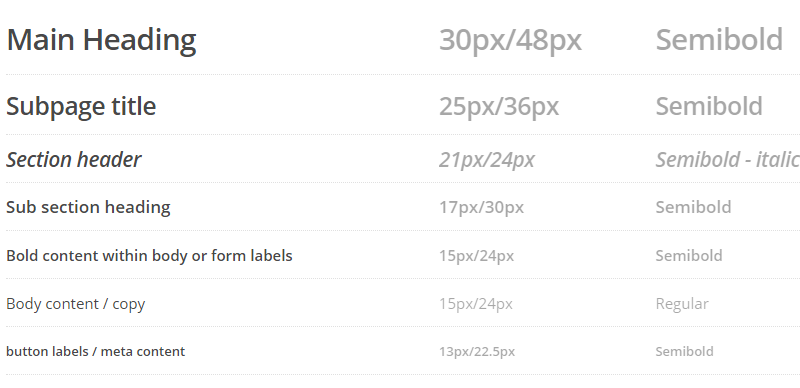 Main Heading 30px/48px Semibold
Subpage title 25px/36px Semibold
Section header 21px/24px Semibold - italic
Sub section heading 17px/30px Semibold
Bold content within body or form labels 15px/24px Semibold
Body content / copy 15px/24px Regular
button labels / meta content 13px/22.5px Semibold